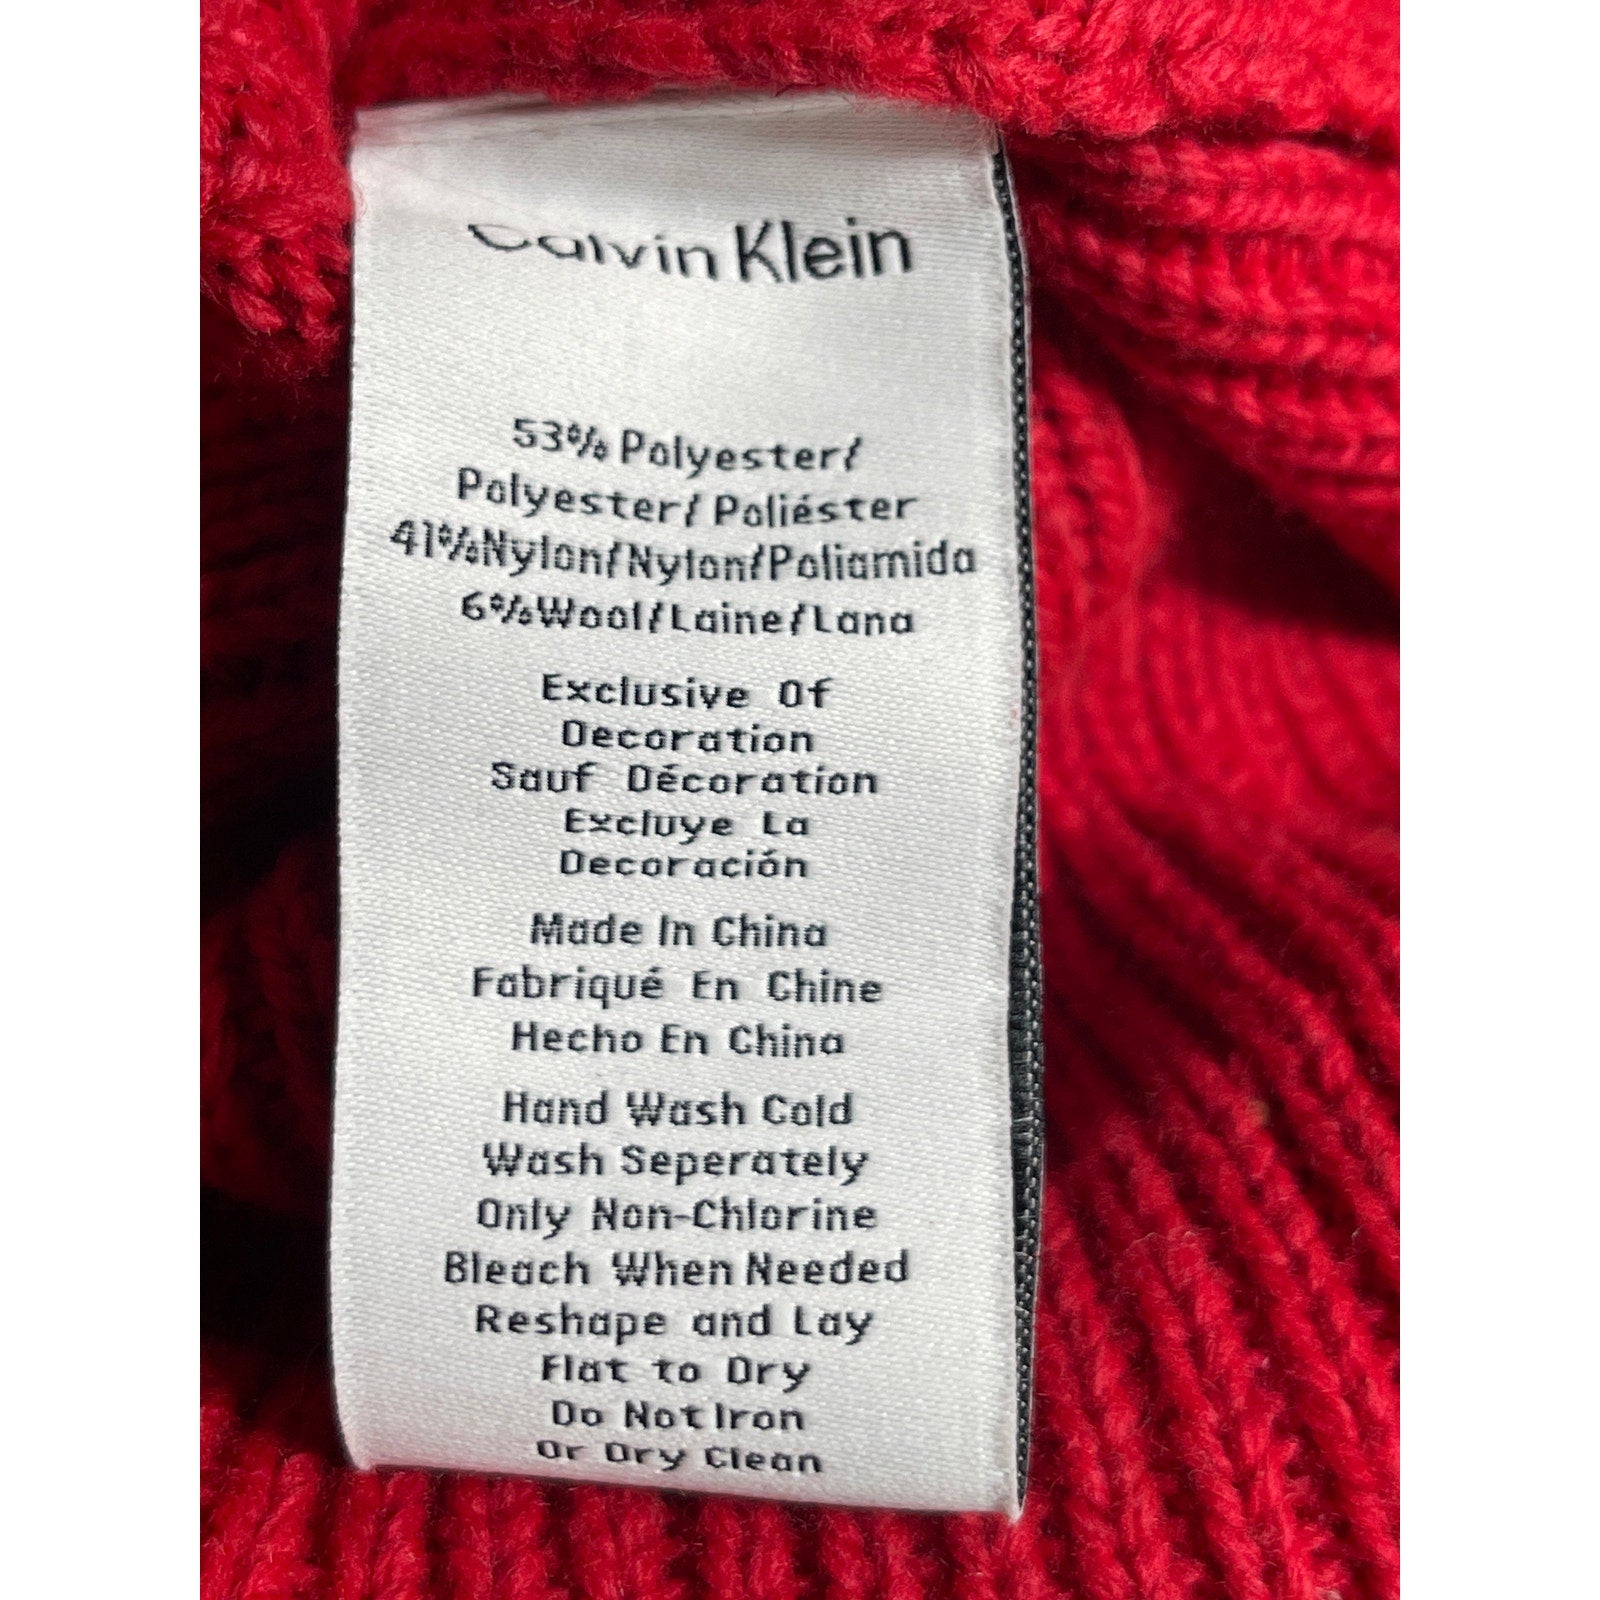 Calvin Klein
53% Polyester/
Polyester/ Poliéster
41%Nylon/Nylon/Poliamida
6%Wool/Laine/Lana
Exclusive Of
Decoration
Sauf Décoration
Excluye La
Decoración
Made In China
Fabriqué En Chine
Hecho En China
Hand Wash Cold
Wash Seperately
Only Non-Chlorine
Bleach When Needed
Reshape and Lay
Flat to Dry
Do Not Iron
Or Dry Clean